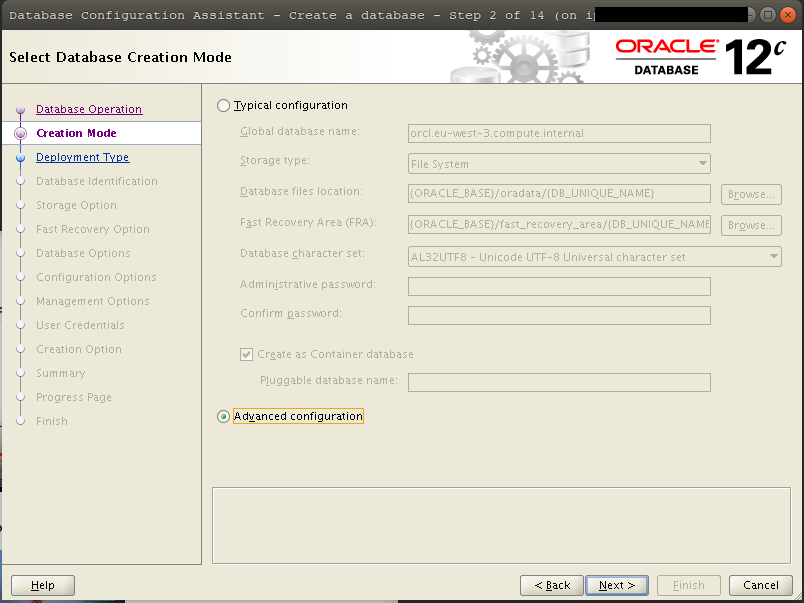 Database Configuration Assistant - Create a database - Step 2 of 14 (on ip
Select Database Creation Mode
ORACLE
DATABASE
12c
Database Operation
Creation Mode
Deployment Type
Database Identification
Storage Option
Fast Recovery Option
Database Options
Configuration Options
Management Options
User Credentials
Creation Option
Summary
Progress Page
Finish
Typical configuration
Global database name: orcl.eu-west-3.compute.internal
Storage type: File System
Database files location: {ORACLE_BASE}/oradata/{DB_UNIQUE_NAME} Browse...
Fast Recovery Area (FRA): {ORACLE_BASE}/fast_recovery_area/{DB_UNIQUE_NAME Browse...
Database character set: AL32UTF8 - Unicode UTF-8 Universal character set
Administrative password:
Confirm password:
Create as Container database
Pluggable database name:
Advanced configuration
Help < Back Next > Finish Cancel